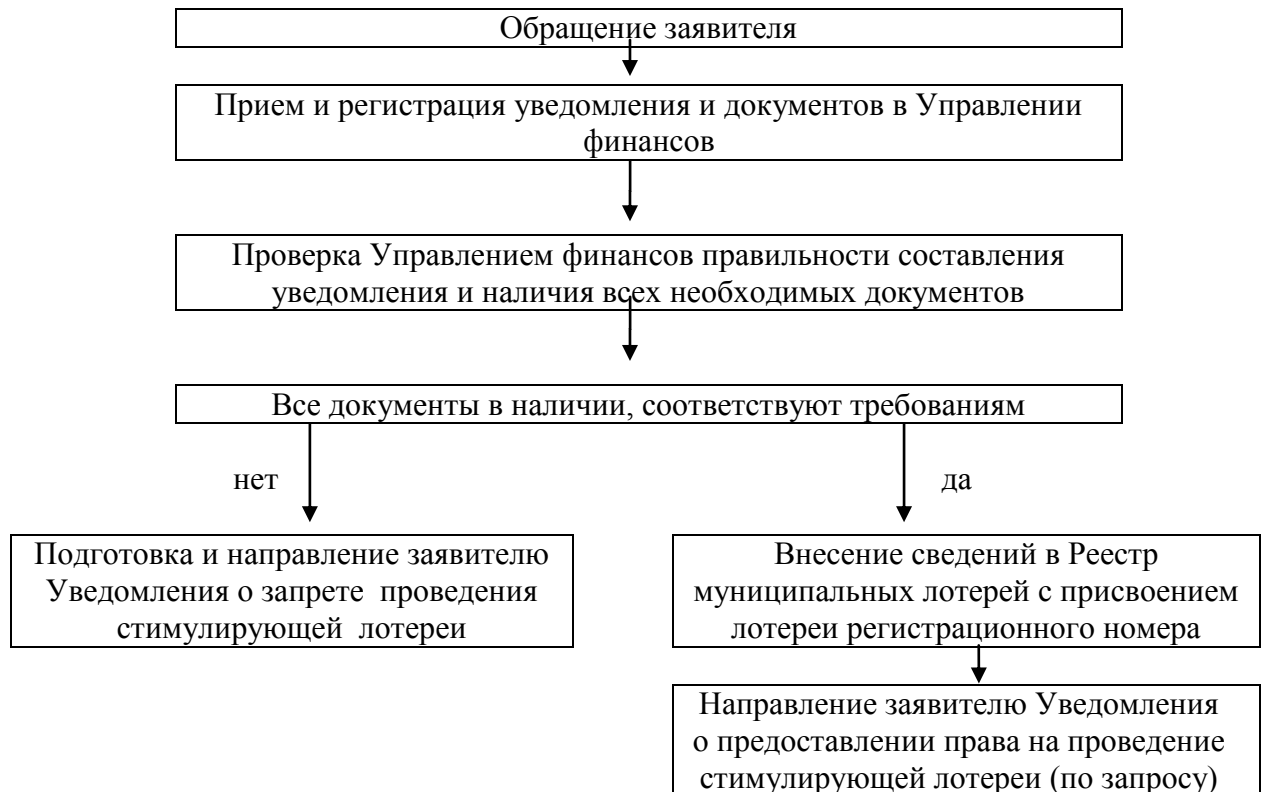 Обращение заявителя
Прием и регистрация уведомления и документов в Управлении
финансов
Проверка Управлением финансов правильности составления
уведомления и наличия всех необходимых документов
Все документы в наличии, соответствуют требованиям
нет
да
Подготовка и направление заявителю
Уведомления о запрете проведения
стимулирующей лотереи
Внесение сведений в Реестр
муниципальных лотерей с присвоением
лотереи регистрационного номера
Направление заявителю Уведомления
о предоставлении права на проведение
стимулирующей лотереи (по запросу)